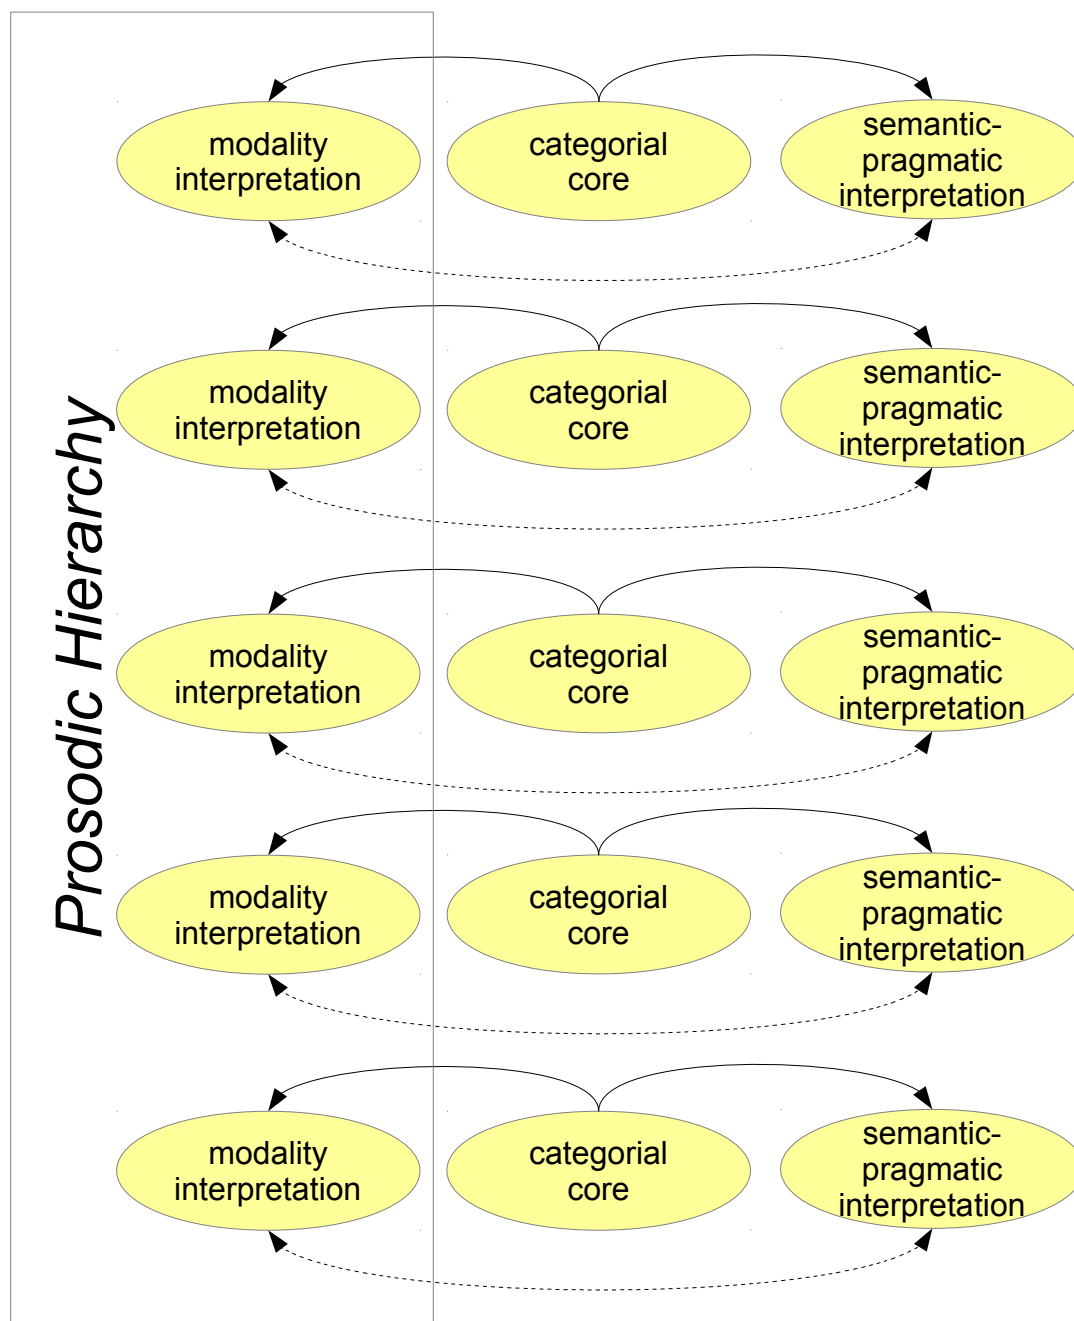 Prosodic Hierarchy
modality
interpretation
categorial
core
semantic-
pragmatic
interpretation
modality
interpretation
categorial
core
semantic-
pragmatic
interpretation
modality
interpretation
categorial
core
semantic-
pragmatic
interpretation
modality
interpretation
categorial
core
semantic-
pragmatic
interpretation
modality
interpretation
categorial
core
semantic-
pragmatic
interpretation